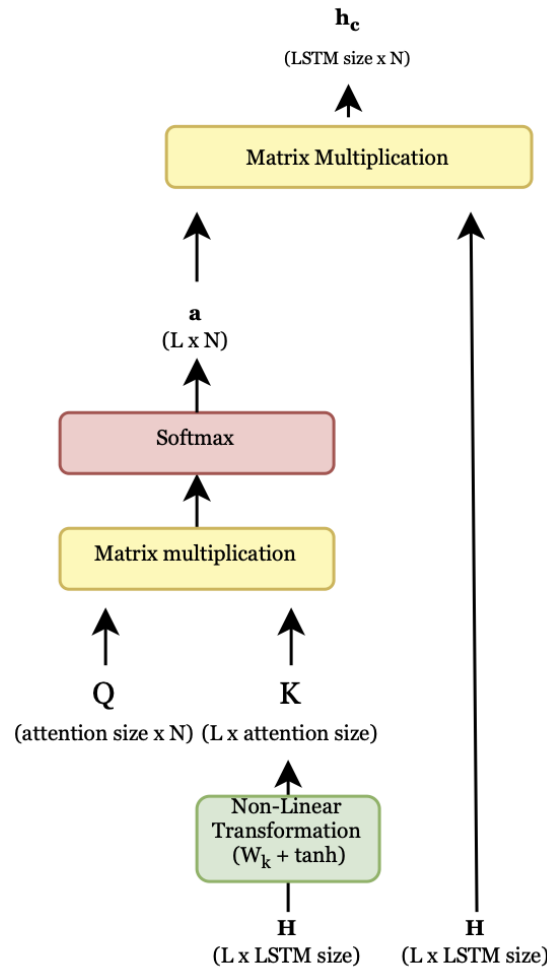 h_c
(LSTM size x N)
Matrix Multiplication
a
(L x N)
Softmax
Matrix multiplication
Q
K
(attention size x N)
(L x attention size)
Non-Linear
Transformation
(W_k + tanh)
H
(L x LSTM size)
H
(L x LSTM size)